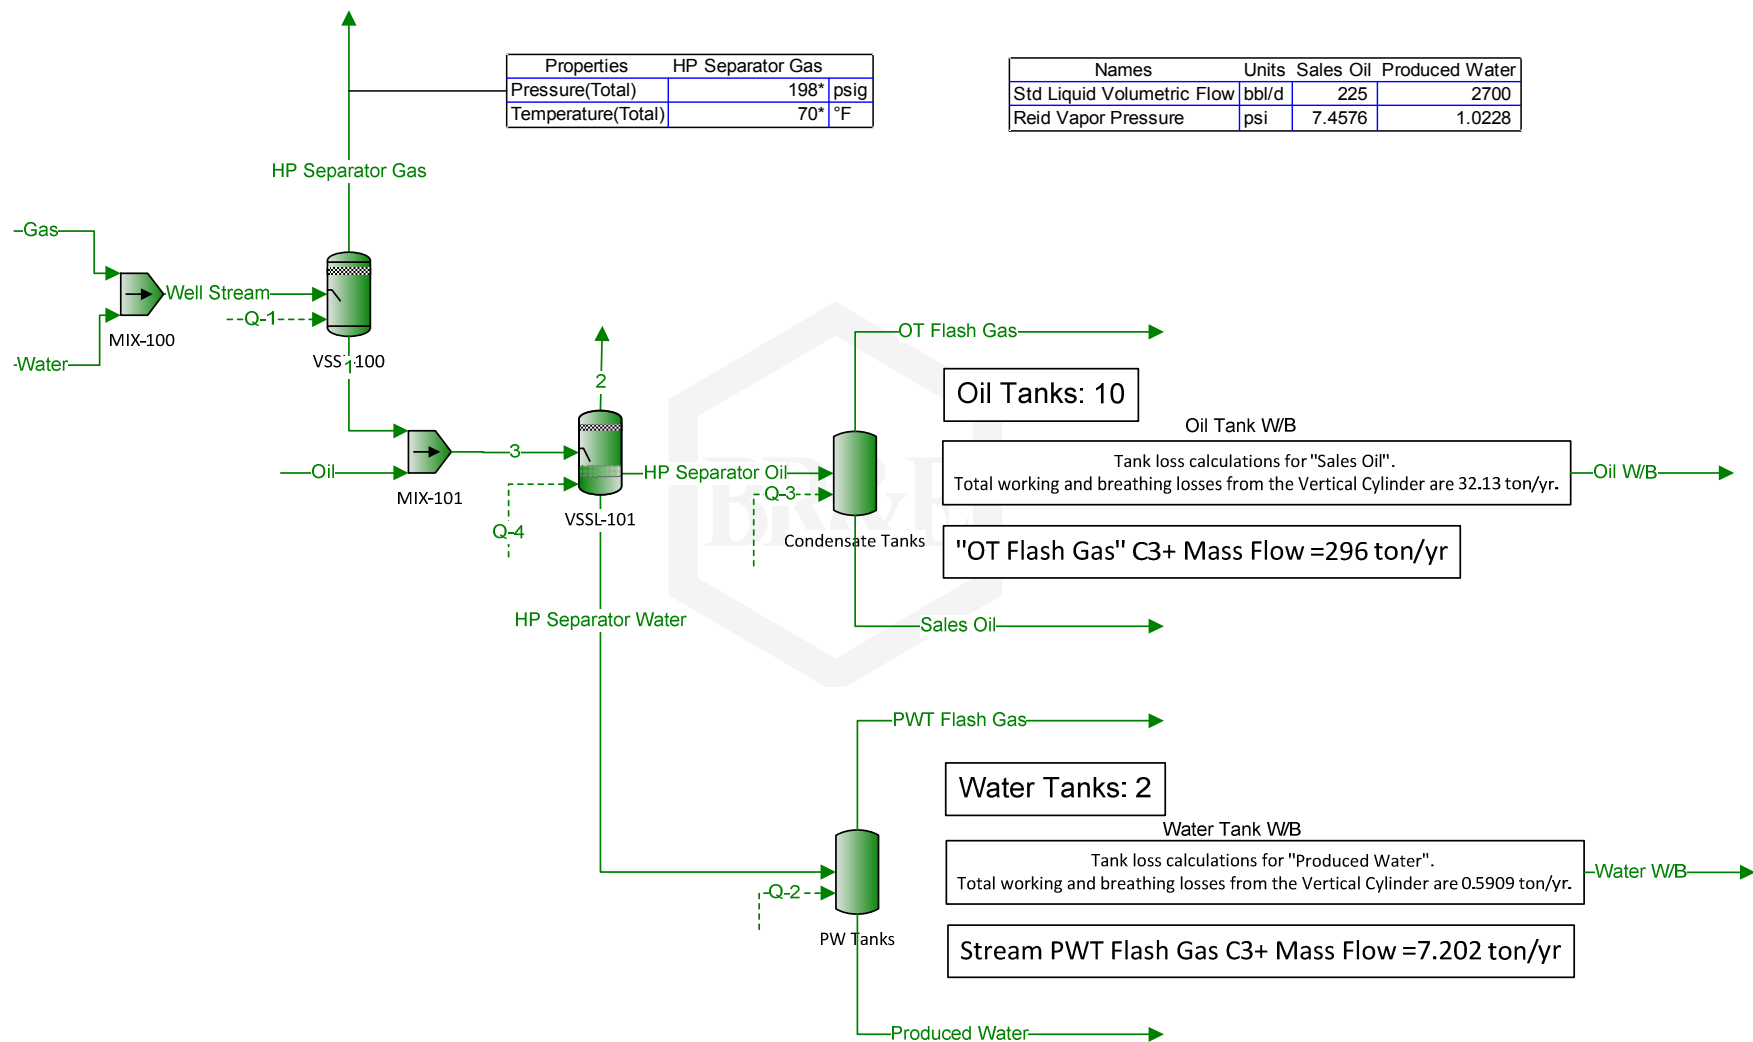 Properties HP Separator Gas
Pressure(Total) 198* psig
Temperature(Total) 70* °F
Names Units Sales Oil Produced Water
Std Liquid Volumetric Flow bbl/d 225 2700
Reid Vapor Pressure psi 7.4576 1.0228
HP Separator Gas
Gas
Well Stream
Q-1
MIX-100
Water
VSSL-100
1
2
OT Flash Gas
Oil Tanks: 10
Oil Tank W/B
Tank loss calculations for "Sales Oil".
Total working and breathing losses from the Vertical Cylinder are 32.13 ton/yr.
Oil W/B
3
Oil
MIX-101
HP Separator Oil
Q-3
Q-4
VSSL-101
Condensate Tanks
BR&E
"OT Flash Gas" C3+ Mass Flow =296 ton/yr
HP Separator Water
Sales Oil
PWT Flash Gas
Water Tanks: 2
Water Tank W/B
Tank loss calculations for "Produced Water".
Total working and breathing losses from the Vertical Cylinder are 0.5909 ton/yr.
Water W/B
Q-2
PW Tanks
Stream PWT Flash Gas C3+ Mass Flow =7.202 ton/yr
Produced Water